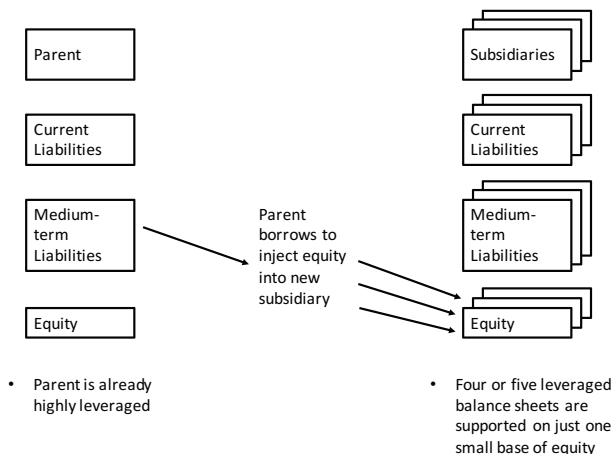 Parent
Current
Liabilities
Medium-
term
Liabilities
Equity
• Parent is already
highly leveraged
Parent
borrows to
inject equity
into new
subsidiary
Subsidiaries
Current
Liabilities
Medium-
term
Liabilities
Equity
• Four or five leveraged
balance sheets are
supported on just one
small base of equity